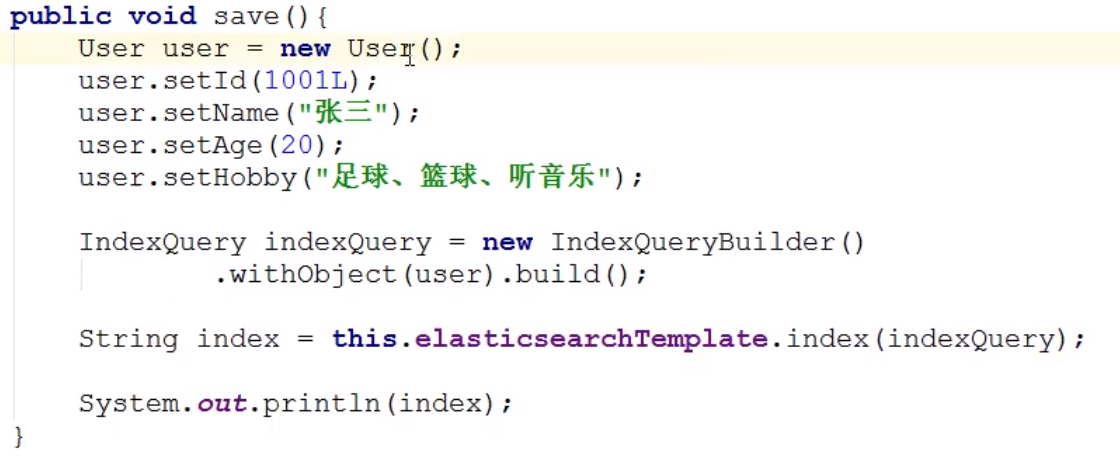 public void save(){
User user = new User();
user.setId(1001L);
user.setName("张三");
user.setAge(20);
user.setHobby("足球、篮球、听音乐");
IndexQuery indexQuery = new IndexQueryBuilder()
.withObject(user).build();
String index = this.elasticsearchTemplate.index(indexQuery);
System.out.println(index);
}